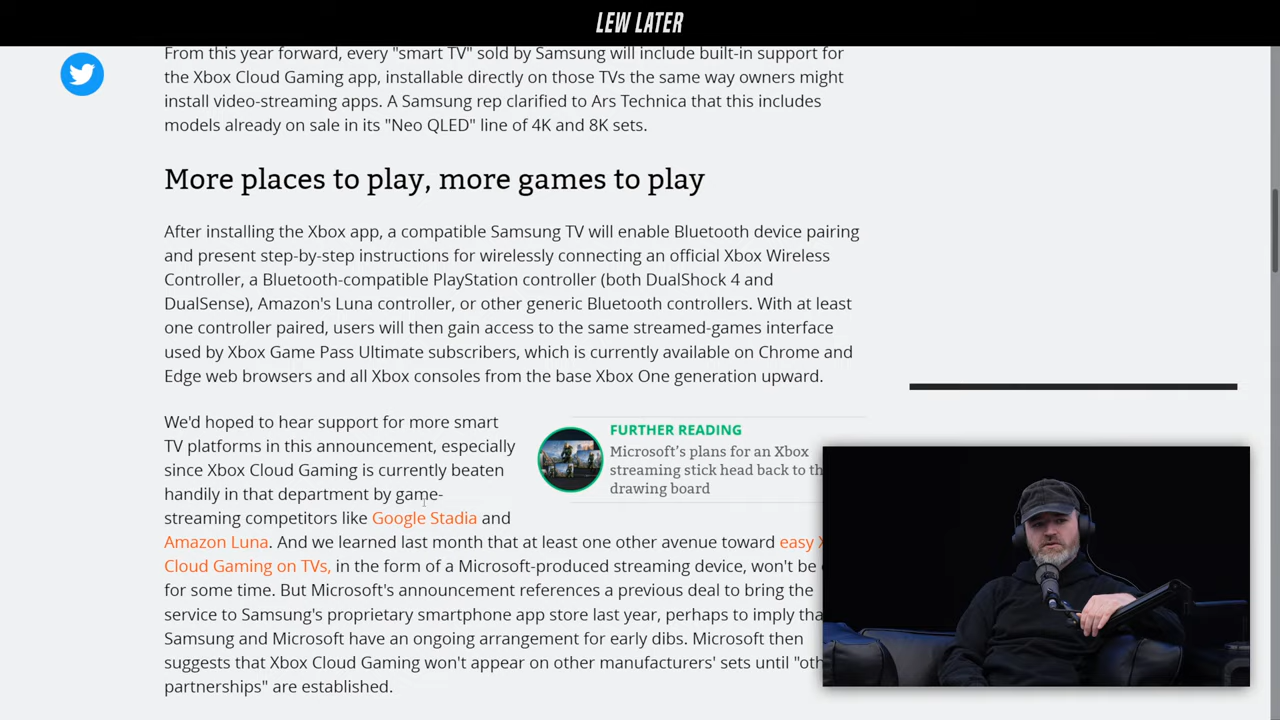 LEW LATER
From this year forward, every "smart TV" sold by Samsung will include built-in support for
the Xbox Cloud Gaming app, installable directly on those TVs the same way owners might
install video-streaming apps. A Samsung rep clarified to Ars Technica that this includes
models already on sale in its "Neo QLED" line of 4K and 8K sets.
More places to play, more games to play
After installing the Xbox app, a compatible Samsung TV will enable Bluetooth device pairing
and present step-by-step instructions for wirelessly connecting an official Xbox Wireless
Controller, a Bluetooth-compatible PlayStation controller (both DualShock 4 and
DualSense), Amazon's Luna controller, or other generic Bluetooth controllers. With at least
one controller paired, users will then gain access to the same streamed-games interface
used by Xbox Game Pass Ultimate subscribers, which is currently available on Chrome and
Edge web browsers and all Xbox consoles from the base Xbox One generation upward.
We'd hoped to hear support for more smart
TV platforms in this announcement, especially
since Xbox Cloud Gaming is currently beaten
handily in that department by game-
streaming competitors like Google Stadia and
Amazon Luna. And we learned last month that at least one other avenue toward easy
Cloud Gaming on TVs, in the form of a Microsoft-produced streaming device, won't be
for some time. But Microsoft's announcement references a previous deal to bring the
service to Samsung's proprietary smartphone app store last year, perhaps to imply
Samsung and Microsoft have an ongoing arrangement for early dibs. Microsoft then
suggests that Xbox Cloud Gaming won't appear on other manufacturers' sets until
partnerships" are established.
FURTHER READING
Microsoft's plans for an Xbox
streaming stick head back to
drawing board